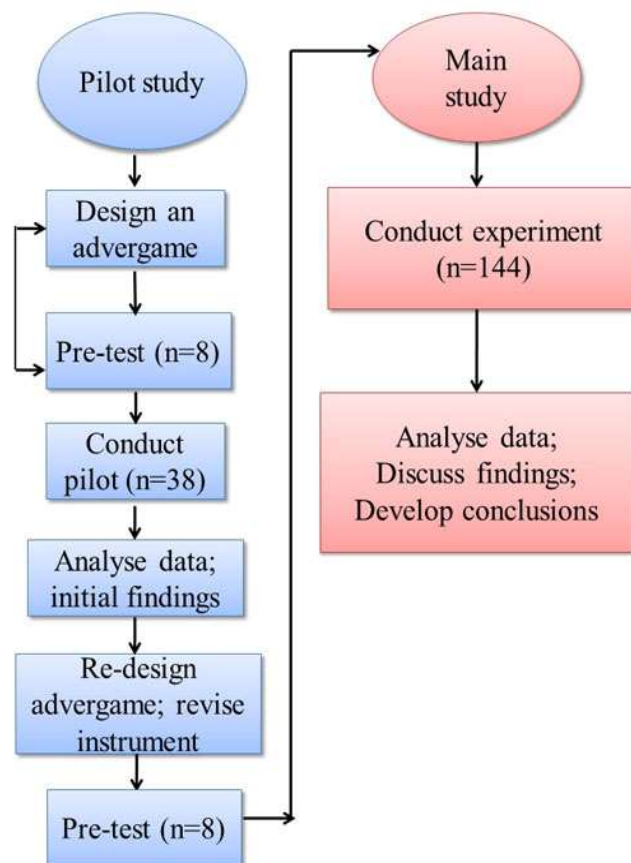 Pilot study
Design an
advergame
Pre-test (n=8)
Conduct
pilot (n=38)
Analyse data;
initial findings
Re-design
advergame; revise
instrument
Pre-test (n=8)
Main
study
Conduct experiment
(n=144)
Analyse data;
Discuss findings;
Develop conclusions